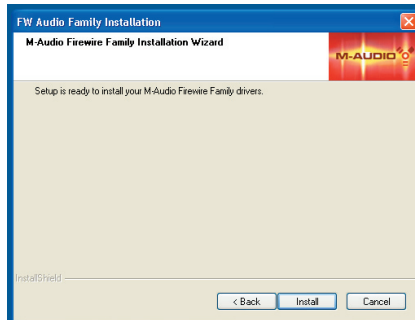 FW Audio Family Installation
M-Audio Firewire Family Installation Wizard
M-AUDIO
Setup is ready to install your M-Audio Firewire Family drivers.
InstallShield
< Back
Install
Cancel